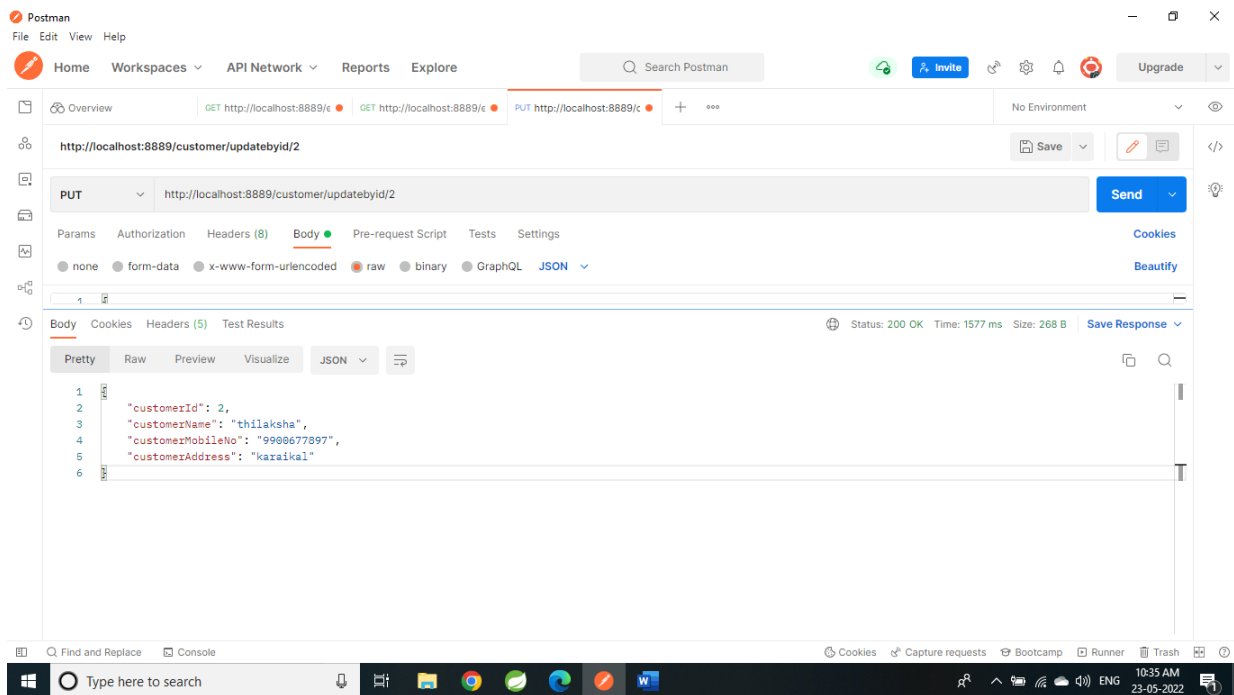 Postman
File Edit View Help
Home Workspaces API Network Reports Explore Search Postman Invite Upgrade
Overview GET http://localhost:8889/e GET http://localhost:8889/e PUT http://localhost:8889/c + No Environment
http://localhost:8889/customer/updatebyid/2 Save
PUT http://localhost:8889/customer/updatebyid/2 Send
Params Authorization Headers (8) Body Pre-request Script Tests Settings Cookies
none form-data x-www-form-urlencoded raw binary GraphQL JSON Beautify
1 {
Body Cookies Headers (5) Test Results Status: 200 OK Time: 1577 ms Size: 268 B Save Response
Pretty Raw Preview Visualize JSON
1 {
2 "customerId": 2,
3 "customerName": "thilaksha",
4 "customerMobileNo": "9900677897",
5 "customerAddress": "karaikal"
6 }
Find and Replace Console Cookies Capture requests Bootcamp Runner Trash
Type here to search ENG 10:35 AM
23-05-2022